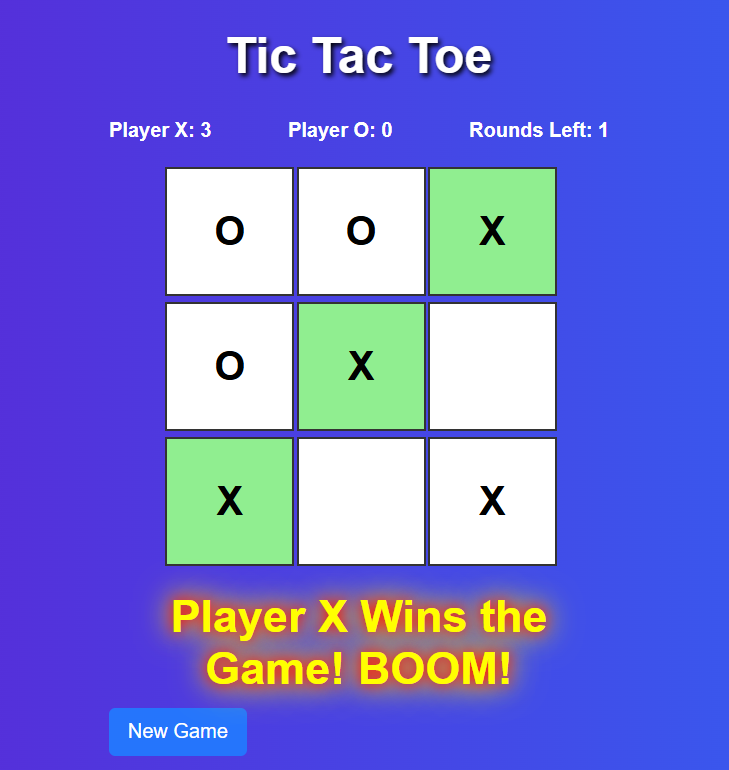 Tic Tac Toe
Player X: 3 Player O: 0 Rounds Left: 1
O O X
O X
X X
Player X Wins the
Game! BOOM!
New Game